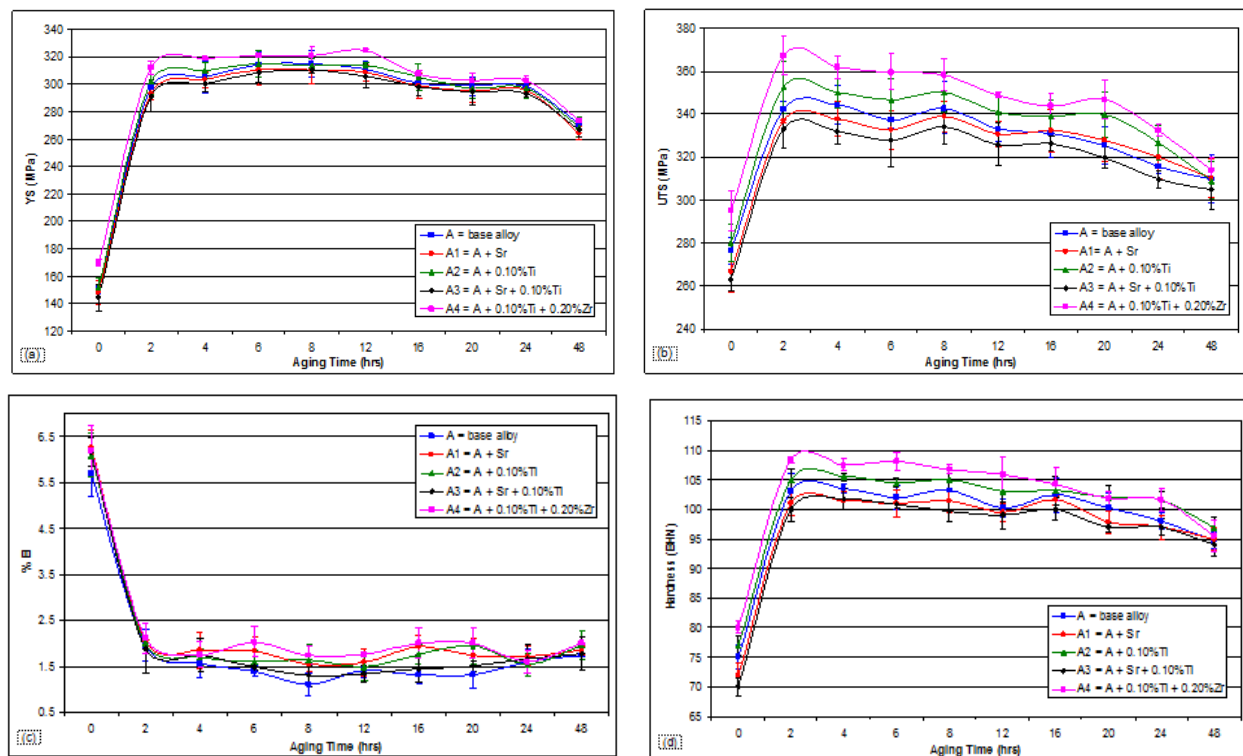 320
340
300
280
260
240
220
200
180
160
140
120
YS (MPa)
A = base alloy
A1 = A + Sr
A2 = A + 0.10%Ti
A3 = A + Sr + 0.10%Ti
A4 = A + 0.10%Ti + 0.20%Zr
0 2 4 6 8 12 16 20 24 48
(a) Aging Time (hrs)
380
360
340
320
300
280
260
240
UTS (MPa)
A = base alloy
A1= A + Sr
A2 = A + 0.10%Ti
A3 = A + Sr + 0.10%Ti
A4 = A + 0.10%Ti + 0.20%Zr
0 2 4 6 8 12 16 20 24 48
Aging Time (hrs) (b)
6.5
5.5
4.5
3.5
2.5
1.5
0.5
% El
A = base alloy
A1 = A + Sr
A2 = A + 0.10%Ti
A3 = A + Sr + 0.10%Ti
A4 = A + 0.10%Ti + 0.20%Zr
0 2 4 6 8 12 16 20 24 48
(c) Aging Time (hrs)
115
110
105
100
95
90
85
80
75
70
65
Hardness (BHN)
A = base alloy
A1 = A + Sr
A2 = A + 0.10%Ti
A3 = A + Sr + 0.10%Ti
A4 = A + 0.10%Ti + 0.20%Zr
0 2 4 6 8 12 16 20 24 48
(d) Aging Time (hrs)